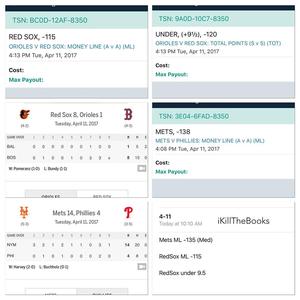 TSN: BCDD-12AF-8350
RED SOX, -115
ORIOLES V RED SOX: MONEY LINE (A v A) (ML)
4:13 PM Tue, Apr 11, 2017
Cost:
Max Payout:
TSN: 9A0D-10C7-8350
UNDER, (+9½), -120
ORIOLES V RED SOX: TOTAL POINTS (S + S) (TOT)
4:13 PM Tue, Apr 11, 2017
Cost:
Max Payout:
Red Sox 8, Orioles 1
Tuesday, April 11, 2017
BAL
BOS
W: Pomeranz (1-0) L: Bundy (1-1)
TSN: 3E04-6FAD-8350
METS, -138
METS V PHILLIES: MONEY LINE (A v A) (ML)
4:08 PM Tue, Apr 11, 2017
Cost:
Max Payout:
Mets 14, Phillies 4
Tuesday, April 11, 2017
NYM
PHI
W: Harvey (2-0) L: Buchholz (0-1)
4-11
Today at 10:10 AM
iKillTheBooks
Mets ML -135 (Med)
RedSox ML -115
RedSox under 9.5